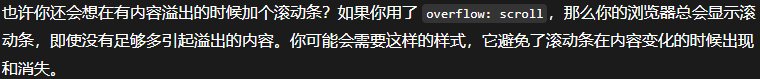 也许你还会想在有内容溢出的时候加个滚动条？如果你用了 overflow: scroll，那么你的浏览器总会显示滚
动条，即使没有足够多引起溢出的内容。你可能会需要这样的样式，它避免了滚动条在内容变化的时候出现
和消失。